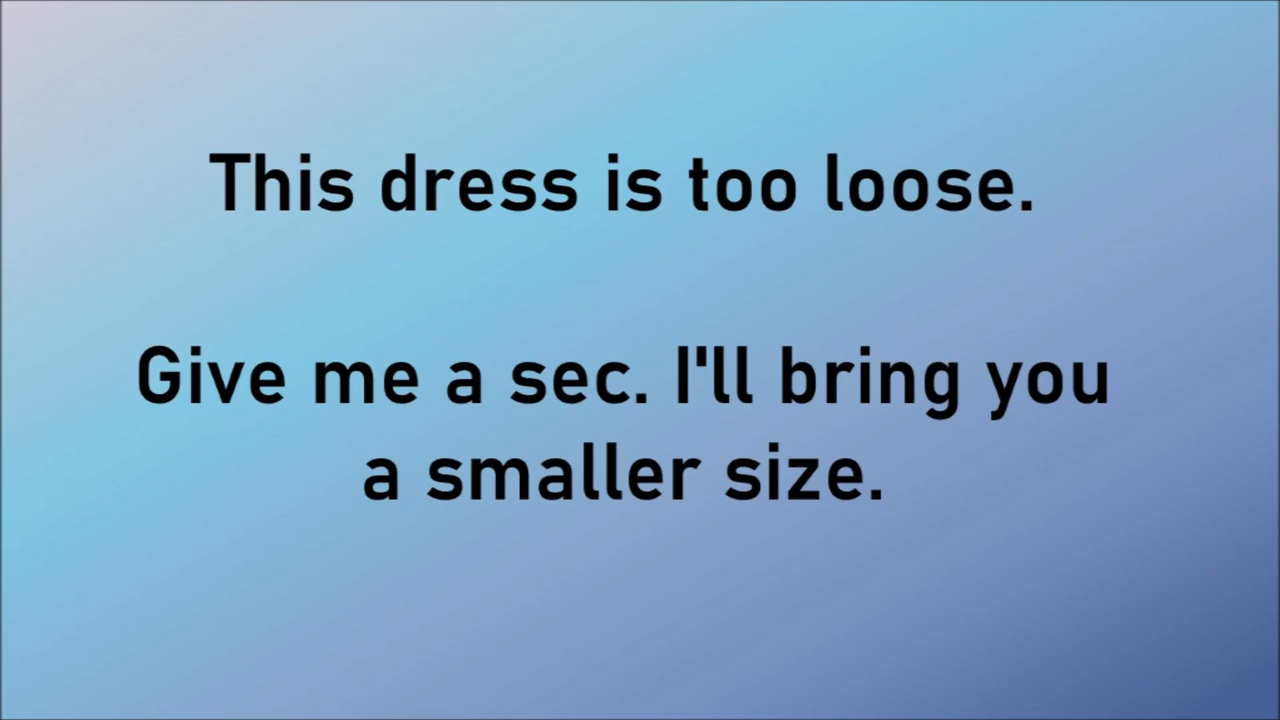 This dress is too loose.
Give me a sec. I'll bring you
a smaller size.